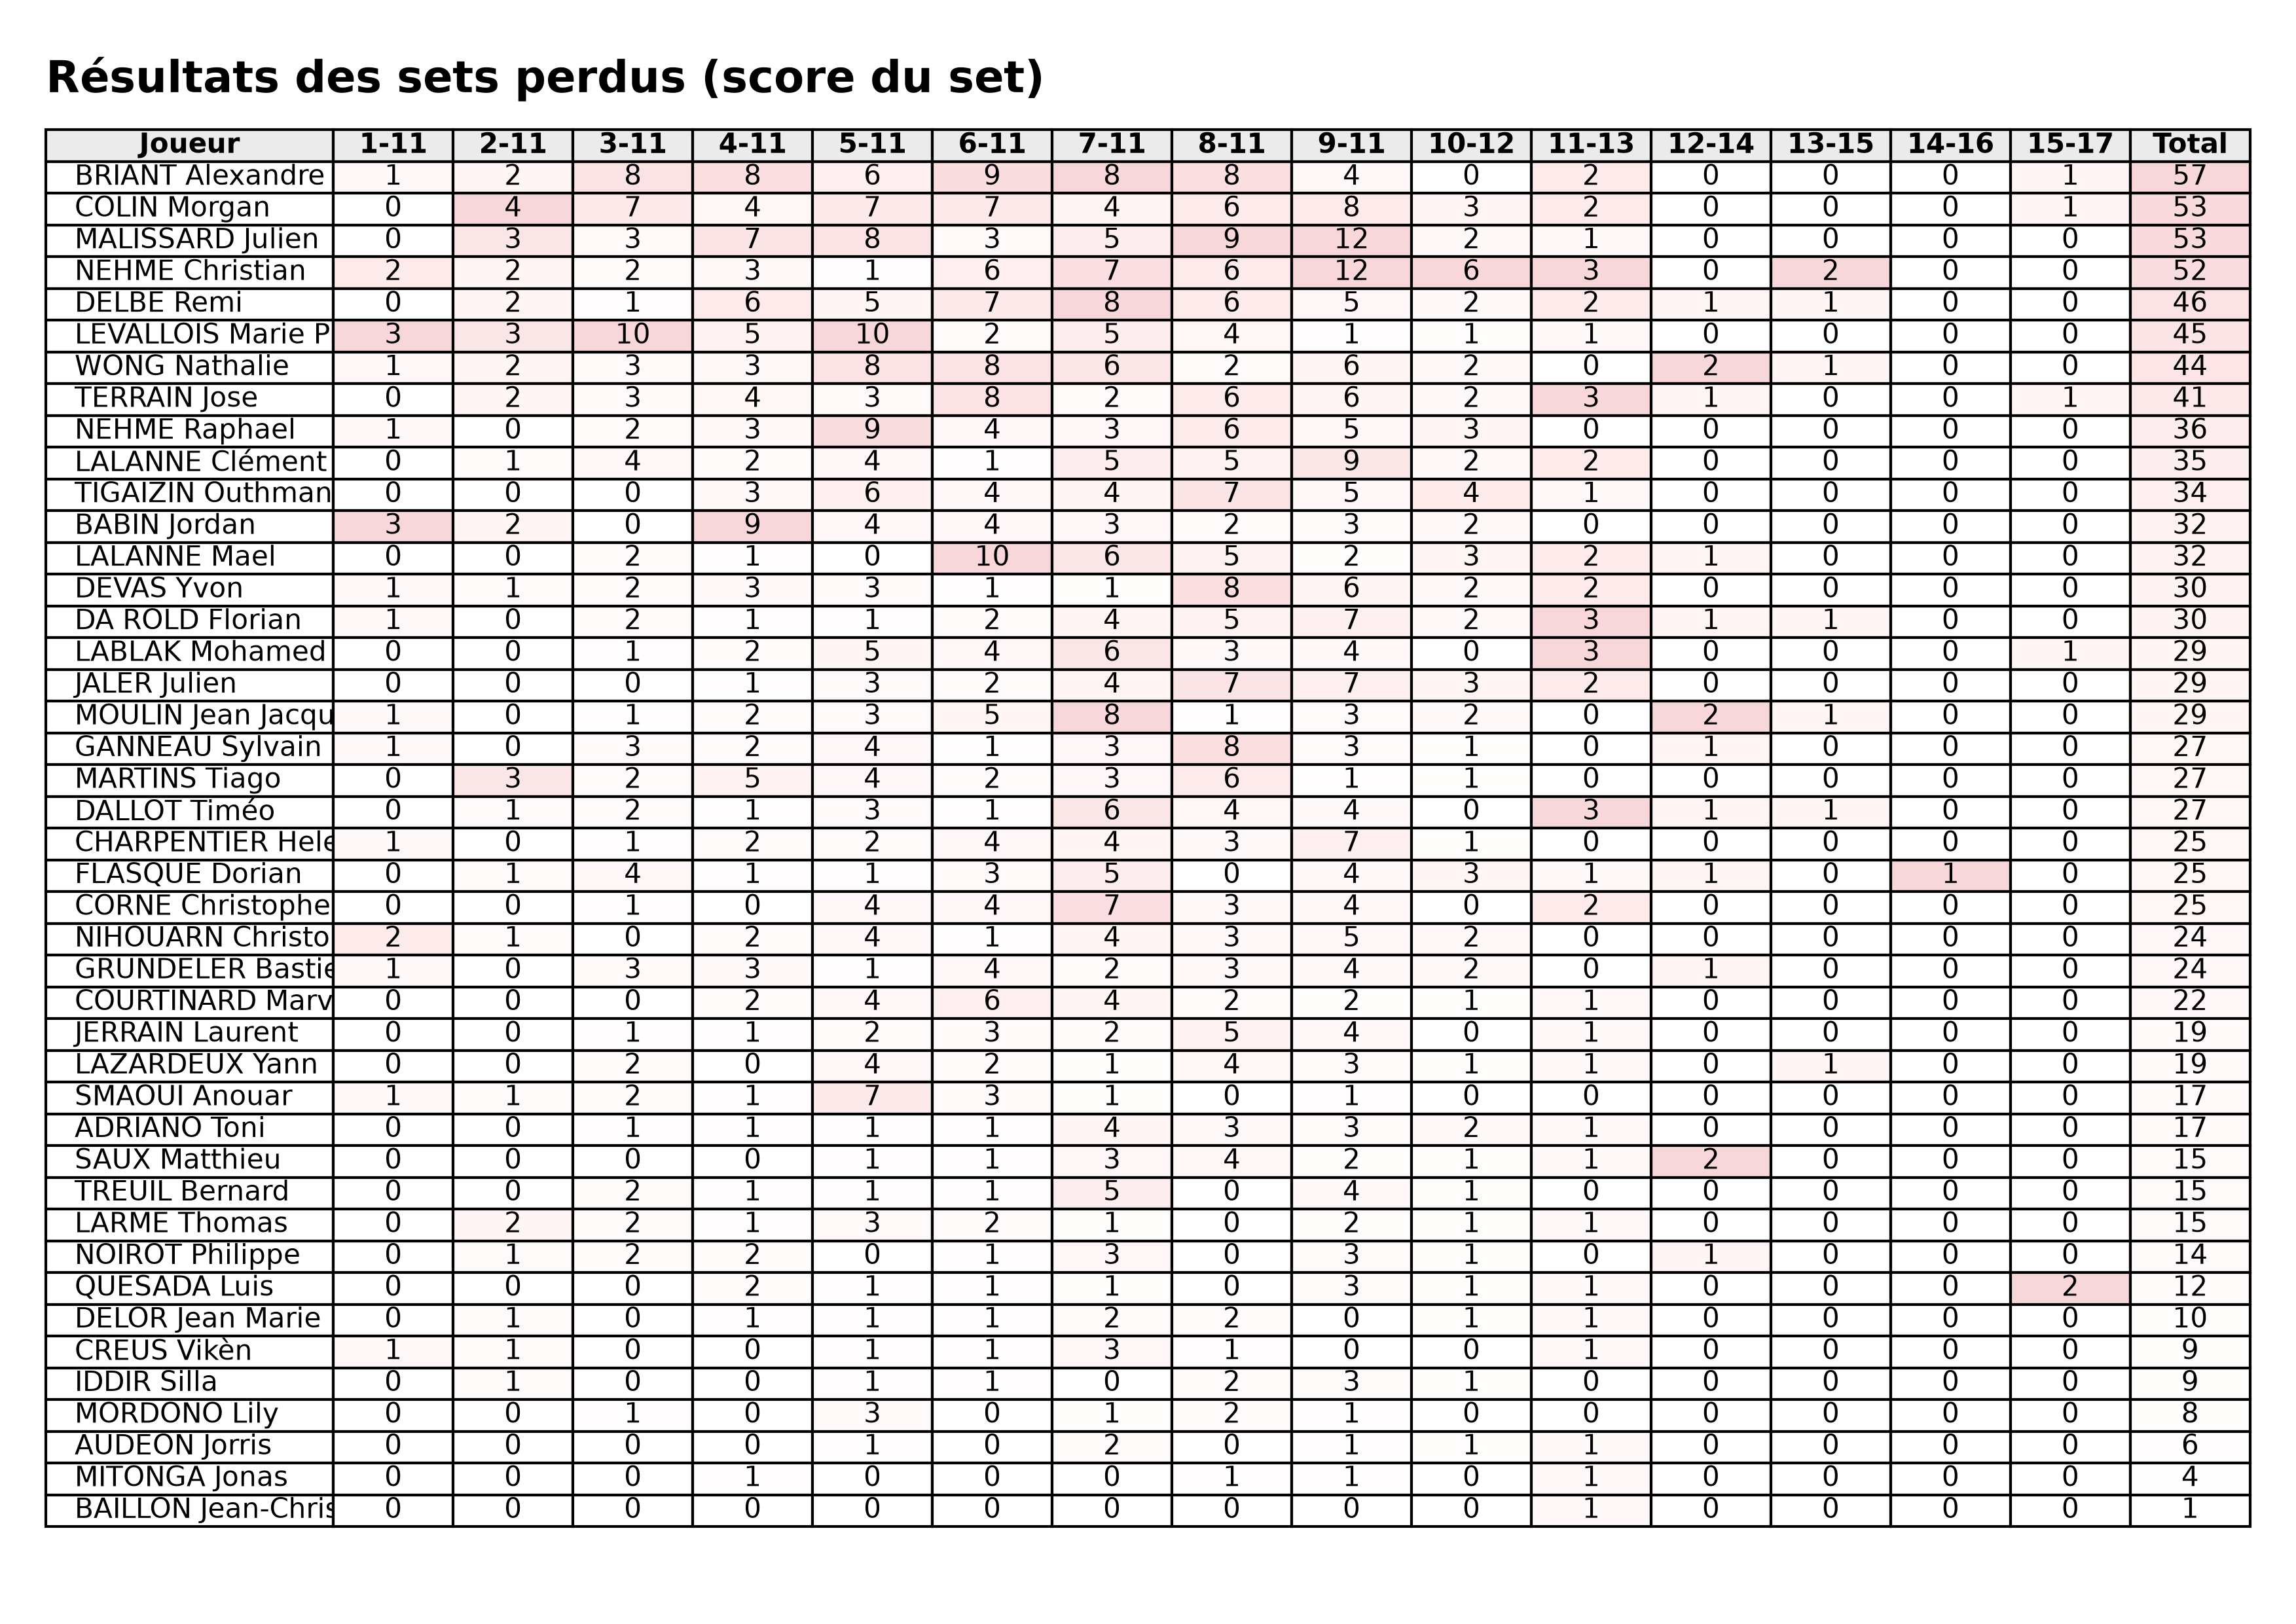 Résultats des sets perdus (score du set)
Joueur 1-11 2-11 3-11 4-11 5-11 6-11 7-11 8-11 9-11 10-12 11-13 12-14 13-15 14-16 15-17 Total
BRIANT Alexandre 1 2 8 8 6 9 8 8 4 0 2 0 0 0 1 57
COLIN Morgan 0 4 7 4 7 7 4 6 8 3 2 0 0 0 1 53
MALISSARD Julien 0 3 3 7 8 3 5 9 12 2 1 0 0 0 0 53
NEHME Christian 2 2 2 3 1 6 7 6 12 6 3 0 2 0 0 52
DELBE Remi 0 2 1 6 5 7 8 6 5 2 2 1 1 0 0 46
LEVALLOIS Marie P 3 3 10 5 10 2 5 4 1 1 1 0 0 0 0 45
WONG Nathalie 1 2 3 3 8 8 6 2 6 2 0 2 1 0 0 44
TERRAIN Jose 0 2 3 4 3 8 2 6 6 2 3 1 0 0 1 41
NEHME Raphael 1 0 2 3 9 4 3 6 5 3 0 0 0 0 0 36
LALANNE Clément 0 1 4 2 4 1 5 5 9 2 2 0 0 0 0 35
TIGAIZIN Outhman 0 0 0 3 6 4 4 7 5 4 1 0 0 0 0 34
BABIN Jordan 3 2 0 9 4 4 3 2 3 2 0 0 0 0 0 32
LALANNE Mael 0 0 2 1 0 10 6 5 2 3 2 1 0 0 0 32
DEVAS Yvon 1 1 2 3 3 1 1 8 6 2 2 0 0 0 0 30
DA ROLD Florian 1 0 2 1 1 2 4 5 7 2 3 1 1 0 0 30
LABLAK Mohamed 0 0 1 2 5 4 6 3 4 0 3 0 0 0 1 29
JALER Julien 0 0 0 1 3 2 4 7 7 3 2 0 0 0 0 29
MOULIN Jean Jacqu 1 0 1 2 3 5 8 1 3 2 0 2 1 0 0 29
GANNEAU Sylvain 1 0 3 2 4 1 3 8 3 1 0 1 0 0 0 27
MARTINS Tiago 0 3 2 5 4 2 3 6 1 1 0 0 0 0 0 27
DALLOT Timéo 0 1 2 1 3 1 6 4 4 0 3 1 1 0 0 27
CHARPENTIER Hele 1 0 1 2 2 4 4 3 7 1 0 0 0 0 0 25
FLASQUE Dorian 0 1 4 1 1 3 5 0 4 3 1 1 0 1 0 25
CORNE Christophe 0 0 1 0 4 4 7 3 4 0 2 0 0 0 0 25
NIHOUARN Christo 2 1 0 2 4 1 4 3 5 2 0 0 0 0 0 24
GRUNDELER Bastie 1 0 3 3 1 4 2 3 4 2 0 1 0 0 0 24
COURTINARD Marv 0 0 0 2 4 6 4 2 2 1 1 0 0 0 0 22
JERRAIN Laurent 0 0 1 1 2 3 2 5 4 0 1 0 0 0 0 19
LAZARDEUX Yann 0 0 2 0 4 2 1 4 3 1 1 0 1 0 0 19
SMAOUI Anouar 1 1 2 1 7 3 1 0 1 0 0 0 0 0 0 17
ADRIANO Toni 0 0 1 1 1 1 4 3 3 2 1 0 0 0 0 17
SAUX Matthieu 0 0 0 0 1 1 3 4 2 1 1 2 0 0 0 15
TREUIL Bernard 0 0 2 1 1 1 5 0 4 1 0 0 0 0 0 15
LARME Thomas 0 2 2 1 3 2 1 0 2 1 1 0 0 0 0 15
NOIROT Philippe 0 1 2 2 0 1 3 0 3 1 0 1 0 0 0 14
QUESADA Luis 0 0 0 2 1 1 1 0 3 1 1 0 0 0 2 12
DELOR Jean Marie 0 1 0 1 1 1 2 2 0 1 1 0 0 0 0 10
CREUS Vikèn 1 1 0 0 1 1 3 1 0 0 1 0 0 0 0 9
IDDIR Silla 0 1 0 0 1 1 0 2 3 1 0 0 0 0 0 9
MORDONO Lily 0 0 1 0 3 0 1 2 1 0 0 0 0 0 0 8
AUDEON Jorris 0 0 0 0 1 0 2 0 1 1 1 0 0 0 0 6
MITONGA Jonas 0 0 0 1 0 0 0 1 1 0 1 0 0 0 0 4
BAILLON Jean-Chris 0 0 0 0 0 0 0 0 0 0 1 0 0 0 0 1